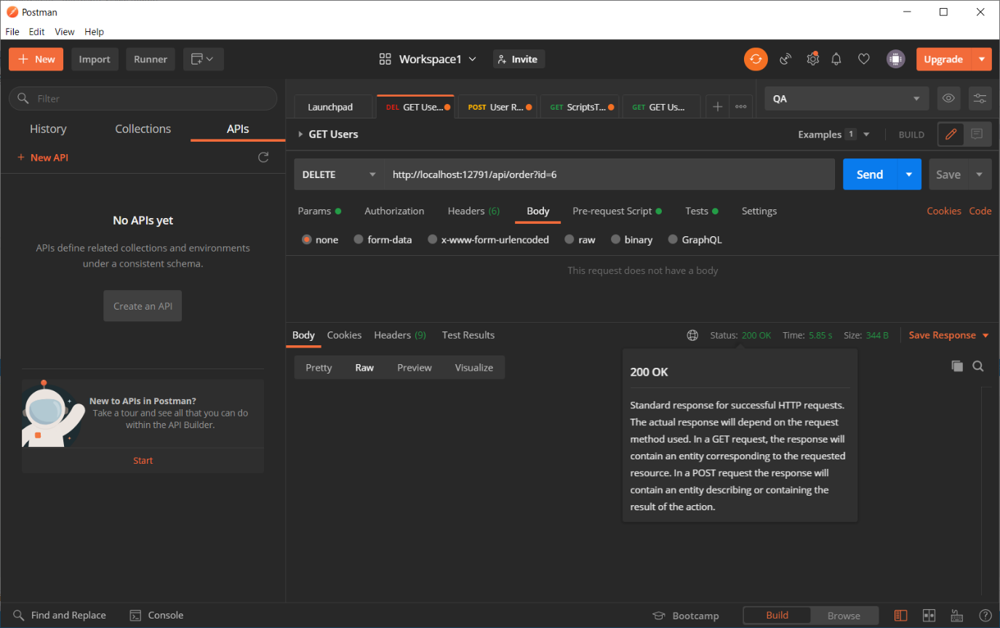 Postman
File Edit View Help
+ New Import Runner Workspace1 Invite Upgrade
Filter
Launchpad DEL GET Use... POST User R... GET ScriptsT... GET GET Us... + ••• QA
History Collections APIs
GET Users Examples 1 BUILD
+ New API
DELETE http://localhost:12791/api/order?id=6 Send Save
Params Authorization Headers (6) Body Pre-request Script Tests Settings Cookies Code
No APIs yet
none form-data x-www-form-urlencoded raw binary GraphQL
APIs define related collections and environments
under a consistent schema.
This request does not have a body
Create an API
Body Cookies Headers (9) Test Results Status: 200 OK Time: 5.85 s Size: 344 B Save Response
Pretty Raw Preview Visualize
200 OK
Standard response for successful HTTP requests.
The actual response will depend on the request
method used. In a GET request, the response will
contain an entity corresponding to the requested
resource. In a POST request the response will
contain an entity describing or containing the
result of the action.
New to APIs in Postman?
Take a tour and see all that you can do
within the API Builder.
Start
Find and Replace Console Bootcamp Build Browse